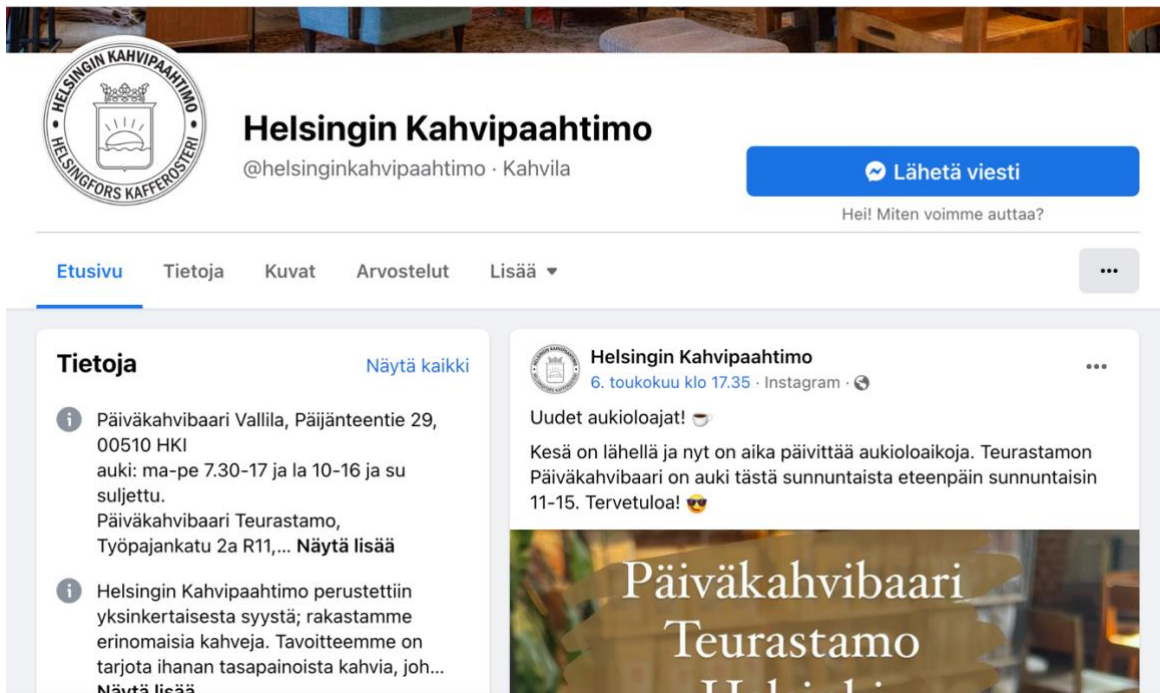 HELSINGIN KAHVIPAAHTIMO
HELSINGFORS KAFFEROSTERI
Helsingin Kahvipaahtimo
@helsinginkahvipaahtimo · Kahvila
Lähetä viesti
Hei! Miten voimme auttaa?
Etusivu Tietoja Kuvat Arvostelut Lisää
Tietoja
Näytä kaikki
Päiväkahvibaari Vallila, Päijänteentie 29,
00510 HKI
auki: ma-pe 7.30-17 ja la 10-16 ja su
suljettu.
Päiväkahvibaari Teurastamo,
Työpajankatu 2a R11,... Näytä lisää
Helsingin Kahvipaahtimo perustettiin
yksinkertaisesta syystä; rakastamme
erinomaisia kahveja. Tavoitteemme on
tarjota ihanan tasapainoista kahvia, joh...
Näytä lisää
Helsingin Kahvipaahtimo
6. toukokuu klo 17.35 · Instagram ·
Uudet aukioloajat! ☕
Kesä on lähellä ja nyt on aika päivittää aukioloaikoja. Teurastamon
Päiväkahvibaari on auki tästä sunnuntaista eteenpäin sunnuntaisin
11-15. Tervetuloa! 😎
Päiväkahvibaari
Teurastamo